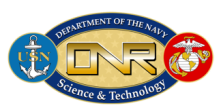 DEPARTMENT OF THE NAVY
USN
ONR
Science & Technology